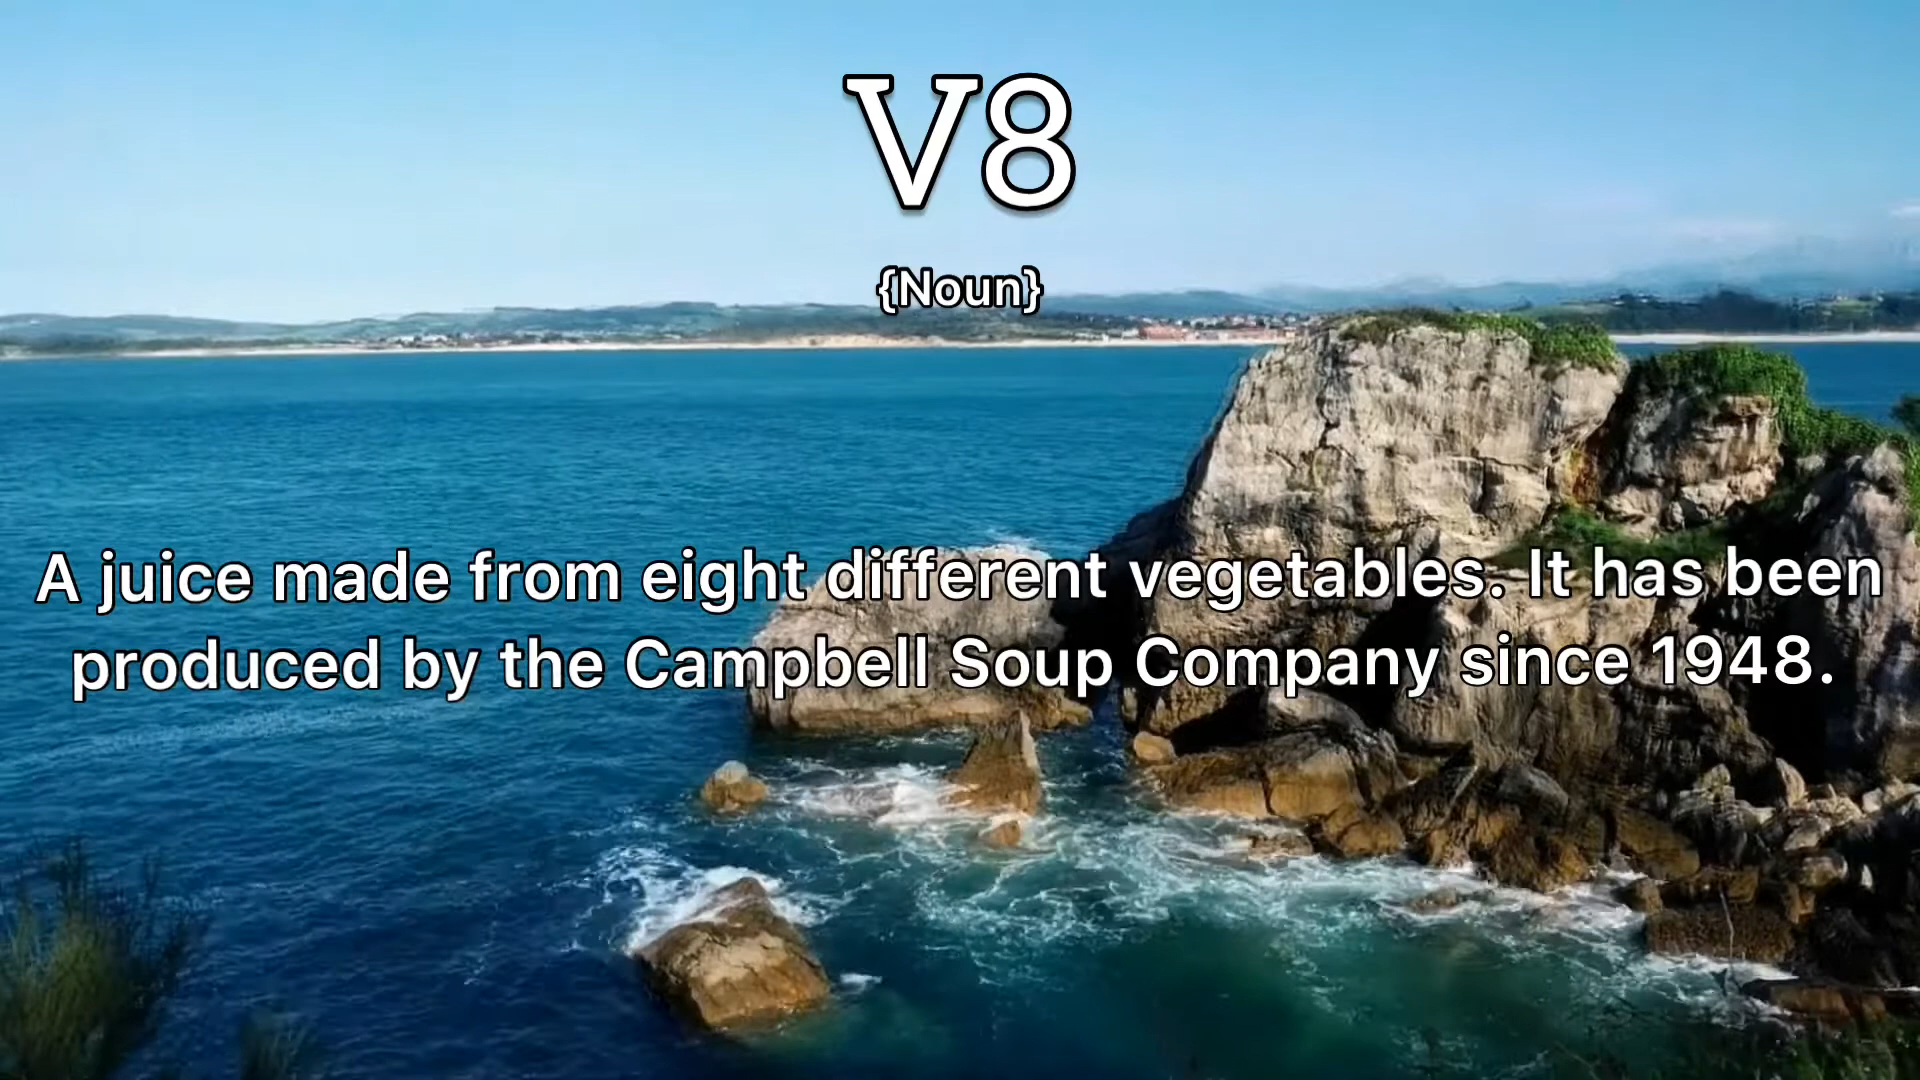 V8
{Noun}
A juice made from eight different vegetables. It has been
produced by the Campbell Soup Company since 1948.